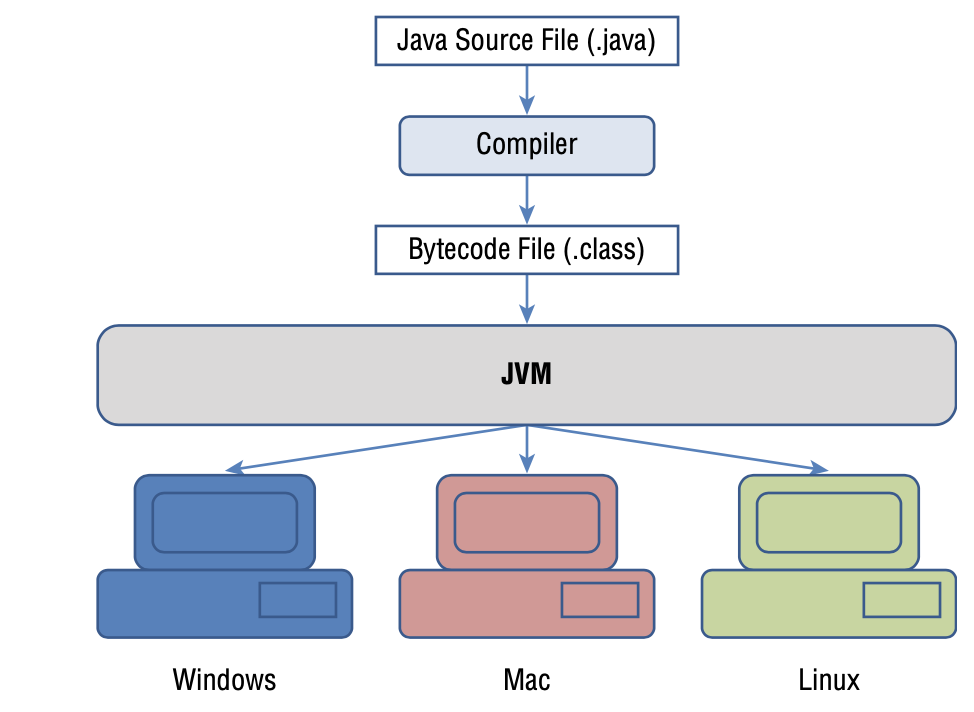 Java Source File (.java)
Compiler
Bytecode File (.class)
JVM
Windows
Mac
Linux